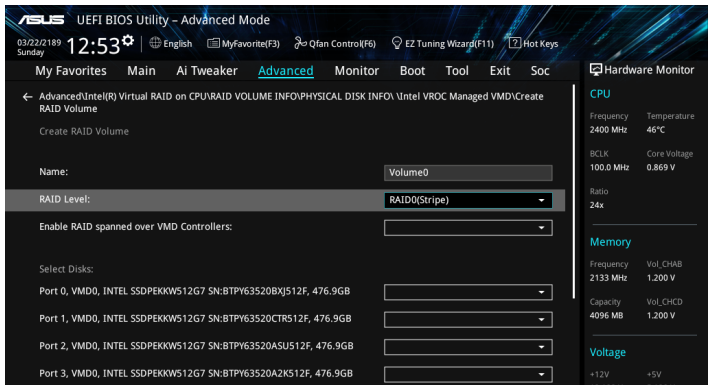 ASUS UEFI BIOS Utility – Advanced Mode
03/22/2189
Sunday
12:53
English
MyFavorite(F3)
Qfan Control(F6)
EZ Tuning Wizard(F11)
? Hot Keys
My Favorites Main Ai Tweaker Advanced Monitor Boot Tool Exit Soc
Advanced\Intel(R) Virtual RAID on CPU\RAID VOLUME INFO\PHYSICAL DISK INFO\ \Intel VROC Managed VMD\Create
RAID Volume
Create RAID Volume
Name: Volume0
RAID Level: RAID0(Stripe)
Enable RAID spanned over VMD Controllers:
Select Disks:
Port 0, VMD0, INTEL SSDPEKKW512G7 SN:BTPY63520BXJ512F, 476.9GB
Port 1, VMD0, INTEL SSDPEKKW512G7 SN:BTPY63520CTR512F, 476.9GB
Port 2, VMD0, INTEL SSDPEKKW512G7 SN:BTPY63520ASU512F, 476.9GB
Port 3, VMD0, INTEL SSDPEKKW512G7 SN:BTPY63520A2K512F, 476.9GB
Hardware Monitor
CPU
Frequency Temperature
2400 MHz 46°C
BCLK Core Voltage
100.0 MHz 0.869 V
Ratio
24x
Memory
Frequency Vol_CHAB
2133 MHz 1.200 V
Capacity Vol_CHCD
4096 MB 1.200 V
Voltage
+12V +5V